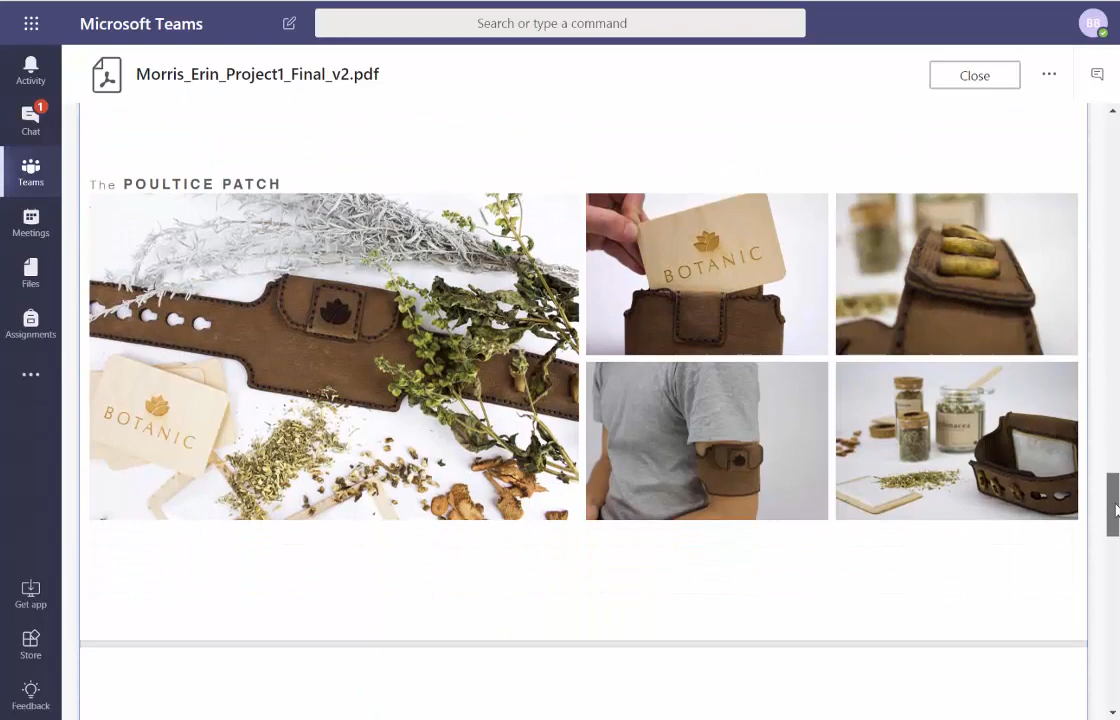 Microsoft Teams
Search or type a command
BB
Activity
1
Chat
Teams
Meetings
Files
Assignments
Get app
Store
Feedback
Morris_Erin_Project1_Final_v2.pdf
Close
The POULTICE PATCH
BOTANIC
BOTANIC